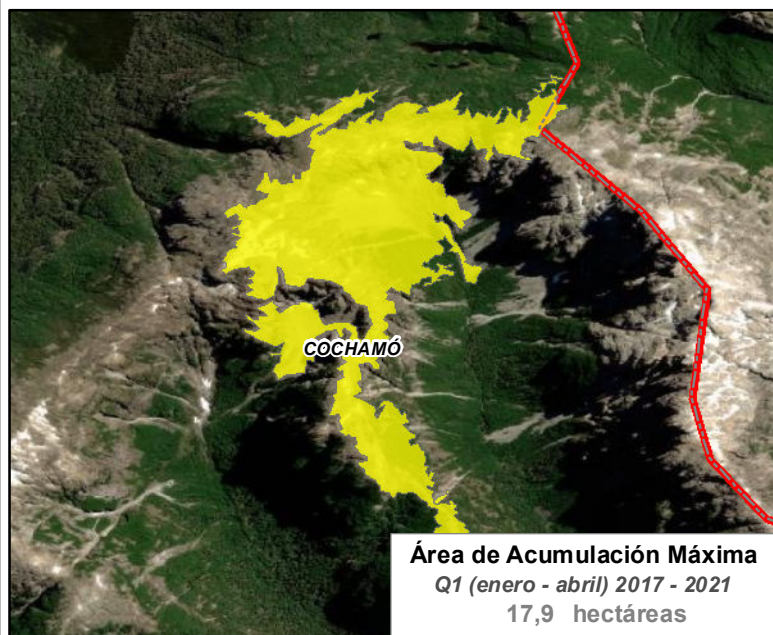 COCHAMÓ
Área de Acumulación Máxima
Q1 (enero - abril) 2017 - 2021
17,9 hectáreas